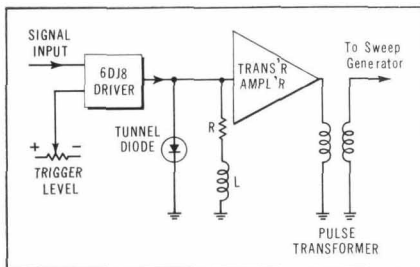 SIGNAL
INPUT
6DJ8
DRIVER
TRANS'R
AMPL'R
To Sweep
Generator
+ −
TRIGGER
LEVEL
TUNNEL
DIODE
R
L
PULSE
TRANSFORMER